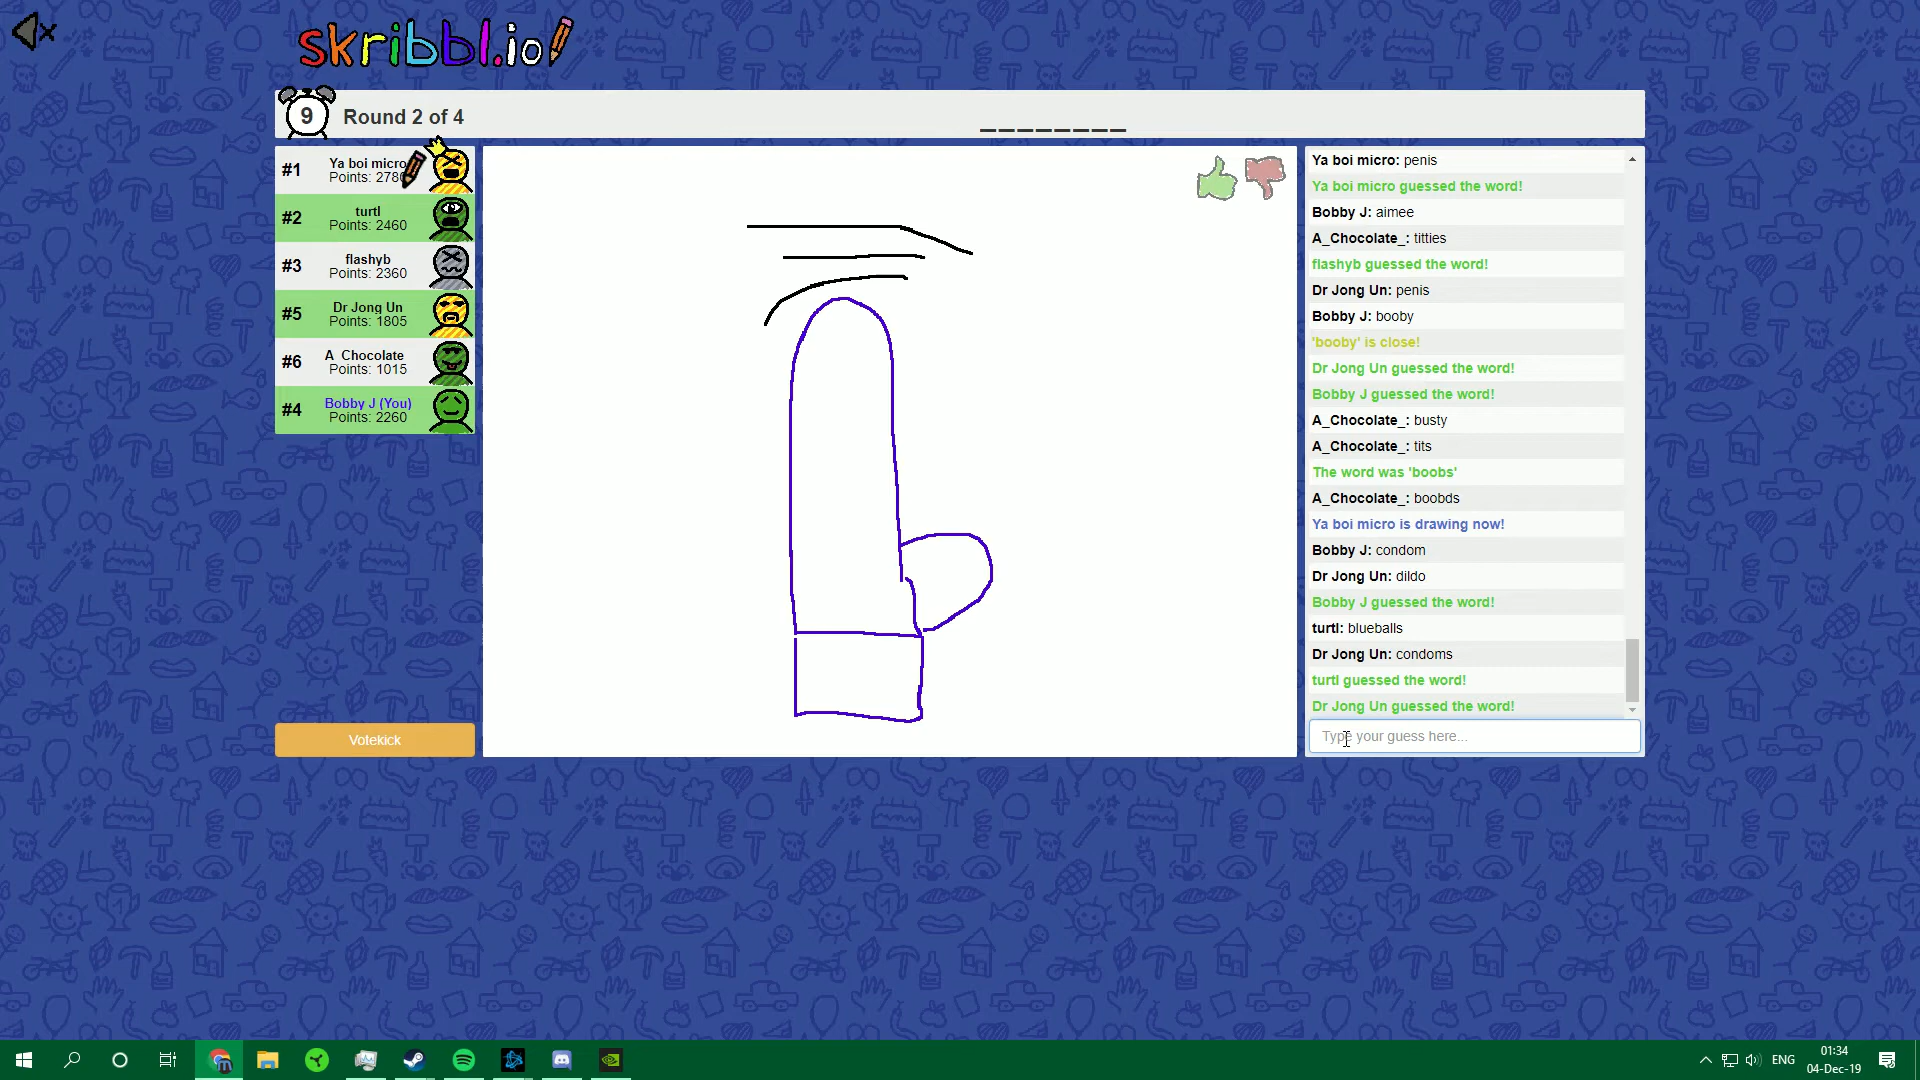 skribbl.io
9
Round 2 of 4
________
#1
Ya boi micro
Points: 2780
#2
turtl
Points: 2460
#3
flashyb
Points: 2360
#5
Dr Jong Un
Points: 1805
#6
A_Chocolate_
Points: 1015
#4
Bobby J (You)
Points: 2260
Votekick
Ya boi micro: penis
Ya boi micro guessed the word!
Bobby J: aimee
A_Chocolate_: titties
flashyb guessed the word!
Dr Jong Un: penis
Bobby J: booby
'booby' is close!
Dr Jong Un guessed the word!
Bobby J guessed the word!
A_Chocolate_: busty
A_Chocolate_: tits
The word was 'boobs'
A_Chocolate_: boobds
Ya boi micro is drawing now!
Bobby J: condom
Dr Jong Un: dildo
Bobby J guessed the word!
turtl: blueballs
Dr Jong Un: condoms
turtl guessed the word!
Dr Jong Un guessed the word!
Type your guess here...
ENG
01:34
04-Dec-19